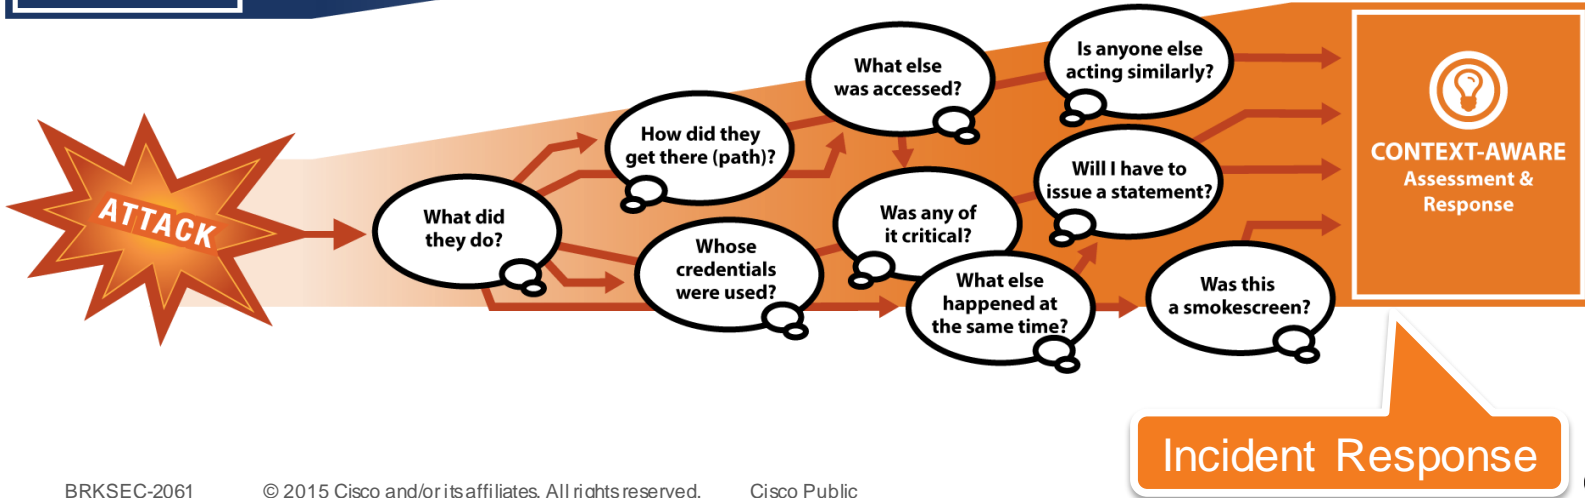 ATTACK
What did
they do?
How did they
get there (path)?
Whose
credentials
were used?
What else
was accessed?
Was any of
it critical?
What else
happened at
the same time?
Is anyone else
acting similarly?
Will I have to
issue a statement?
Was this
a smokescreen?
CONTEXT-AWARE
Assessment &
Response
Incident Response
BRKSEC-2061 © 2015 Cisco and/or its affiliates. All rights reserved. Cisco Public